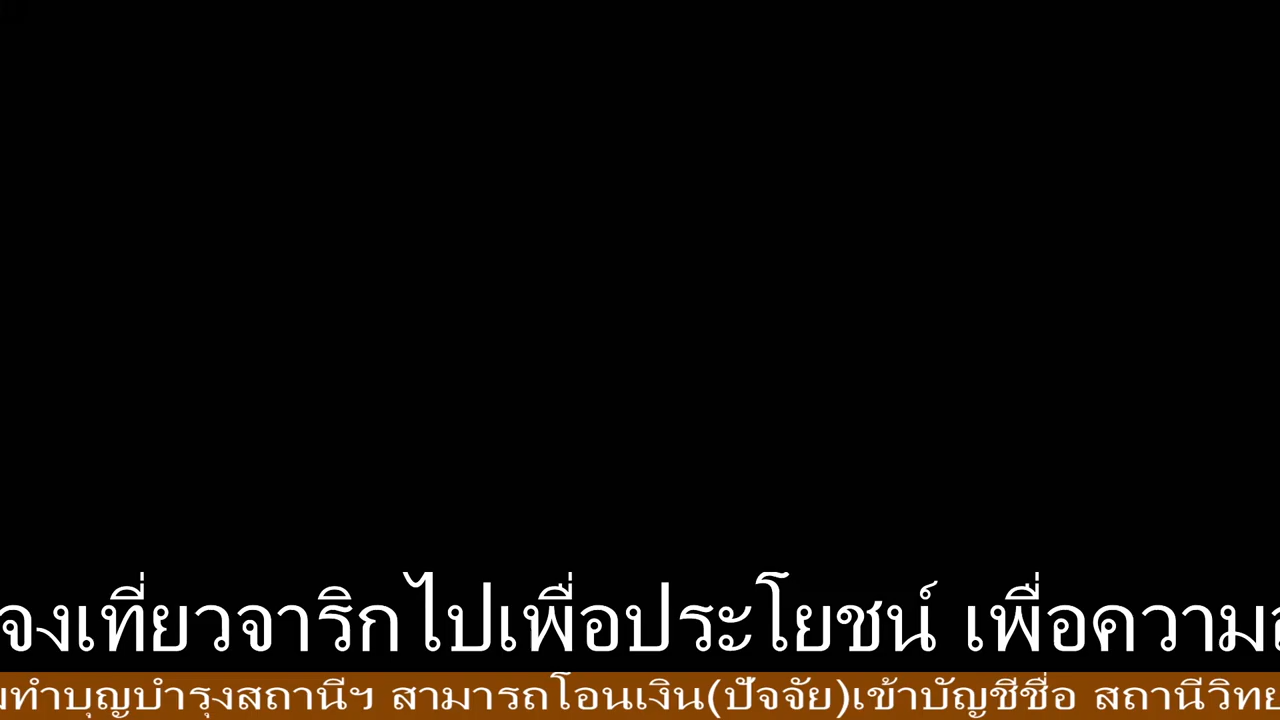 จงเที่ยวจาริกไปเพื่อประโยชน์ เพื่อความ
ทำบุญบำรุงสถานีฯ สามารถโอนเงิน(ปัจจัย)เข้าบัญชีชื่อ สถานีวิทย